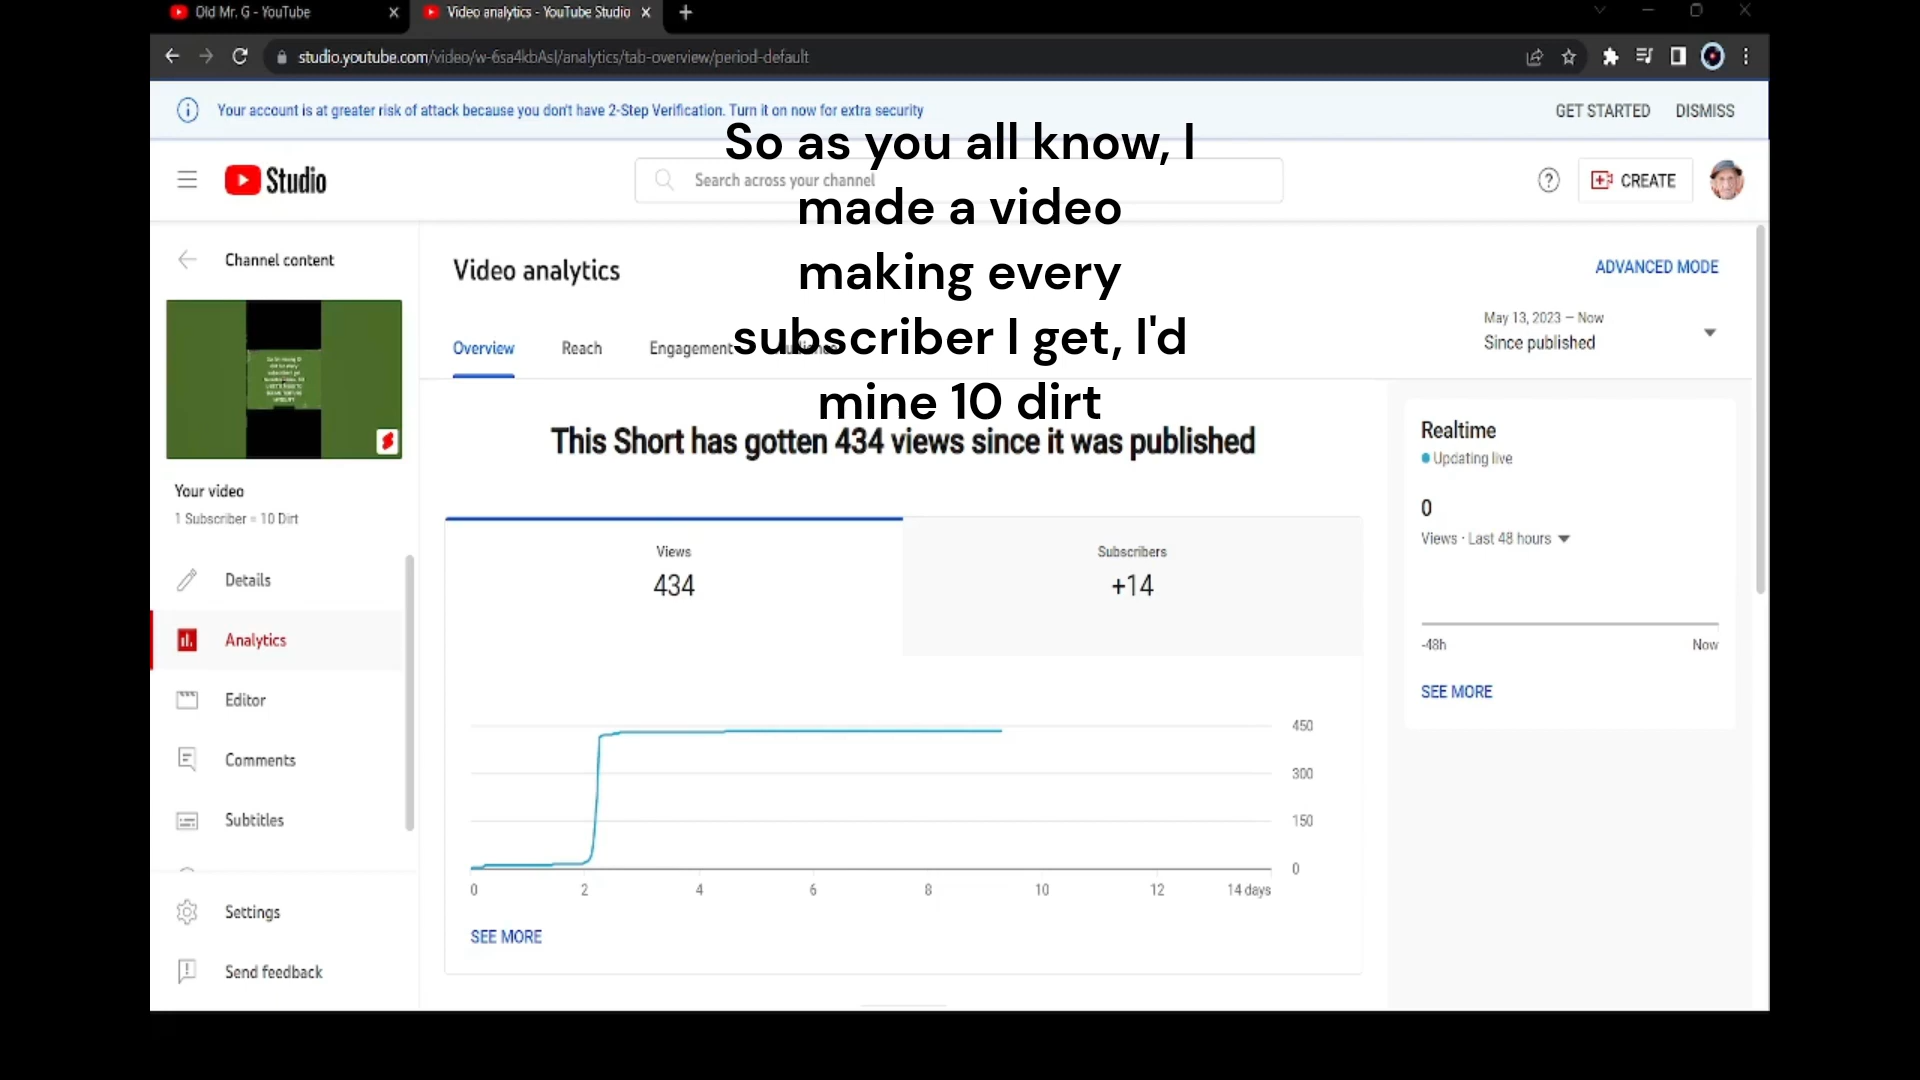 Old Mr. G - YouTube
Video analytics - YouTube Studio
studio.youtube.com/video/w-6sa4kbAsI/analytics/tab-overview/period-default
Your account is at greater risk of attack because you don't have 2-Step Verification. Turn it on now for extra security
GET STARTED
DISMISS
So as you all know, I
made a video
making every
subscriber I get, I'd
mine 10 dirt
Studio
Search across your channel
CREATE
Channel content
Video analytics
ADVANCED MODE
May 13, 2023 – Now
Since published
Overview
Reach
Engagement
This Short has gotten 434 views since it was published
Your video
1 Subscriber = 10 Dirt
Details
Analytics
Editor
Comments
Subtitles
Settings
Send feedback
Views
434
Subscribers
+14
450
300
150
0
0
2
4
6
8
10
12
14 days
SEE MORE
Realtime
Updating live
0
Views · Last 48 hours
-48h
Now
SEE MORE